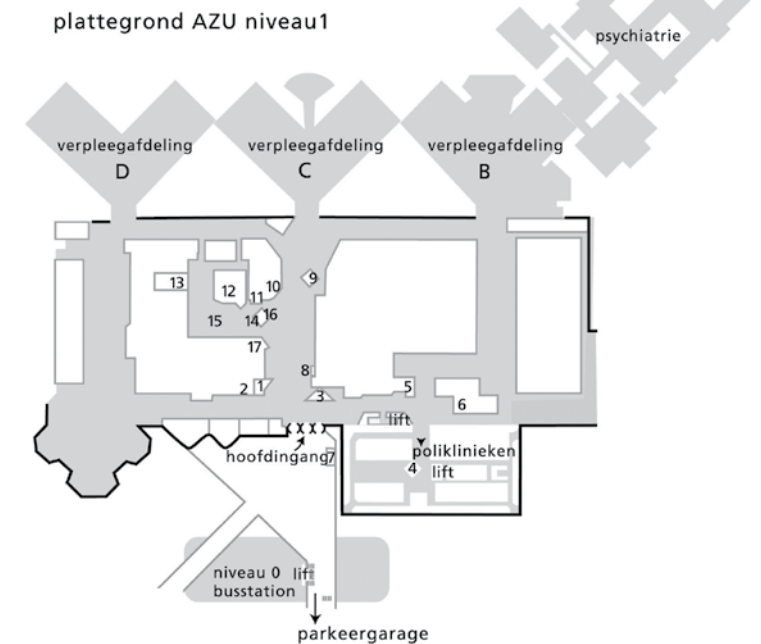 plattegrond AZU niveau1
psychiatrie
verpleegafdeling
D
verpleegafdeling
C
verpleegafdeling
B
9
13
12
10
11
16
15
14
17
8
2
1
3
5
6
lift
hoofdingang
7
poliklinieken
4
lift
niveau 0
busstation
lift
parkeergarage